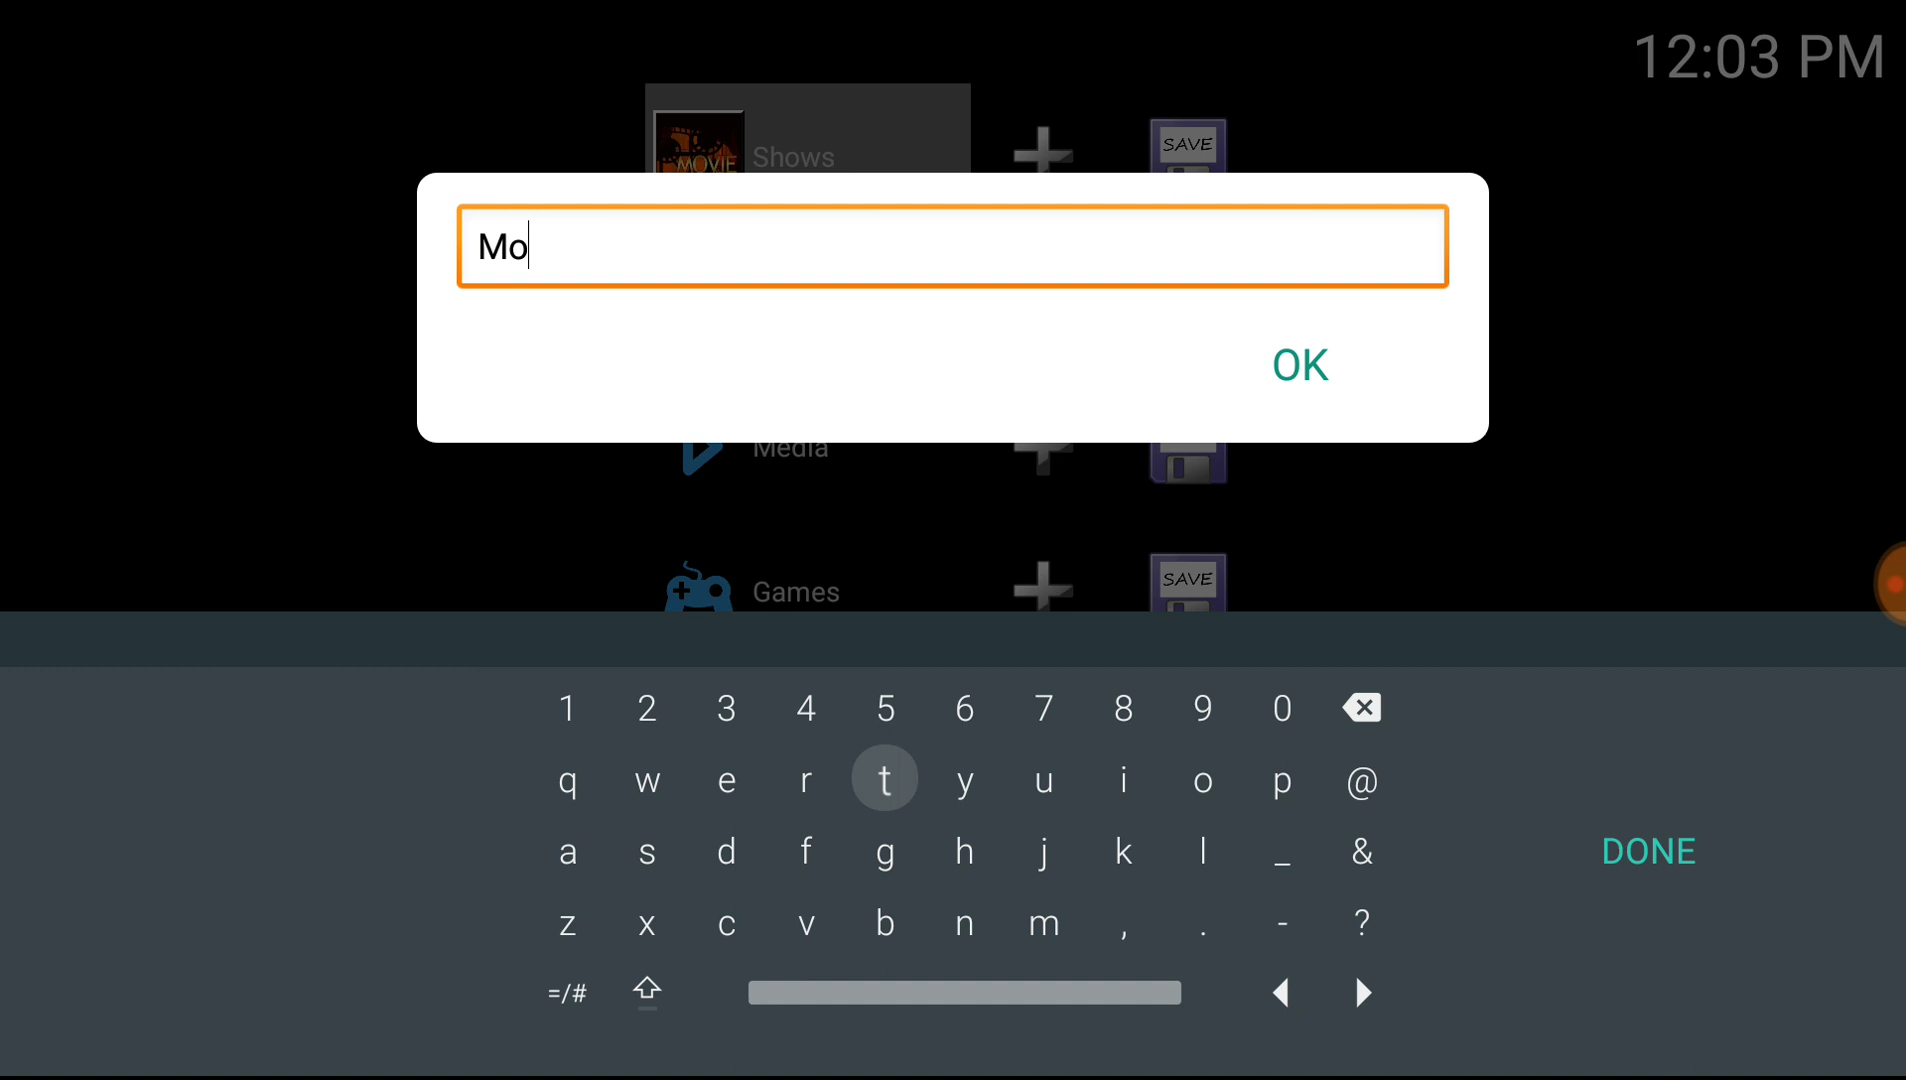 12:03 PM
MOVIE
Shows
SAVE
Mo
OK
Media
Games
SAVE
1 2 3 4 5 6 7 8 9 0
q w e r t y u i o p @
a s d f g h j k l _ &
DONE
z x c v b n m , . - ?
=/#